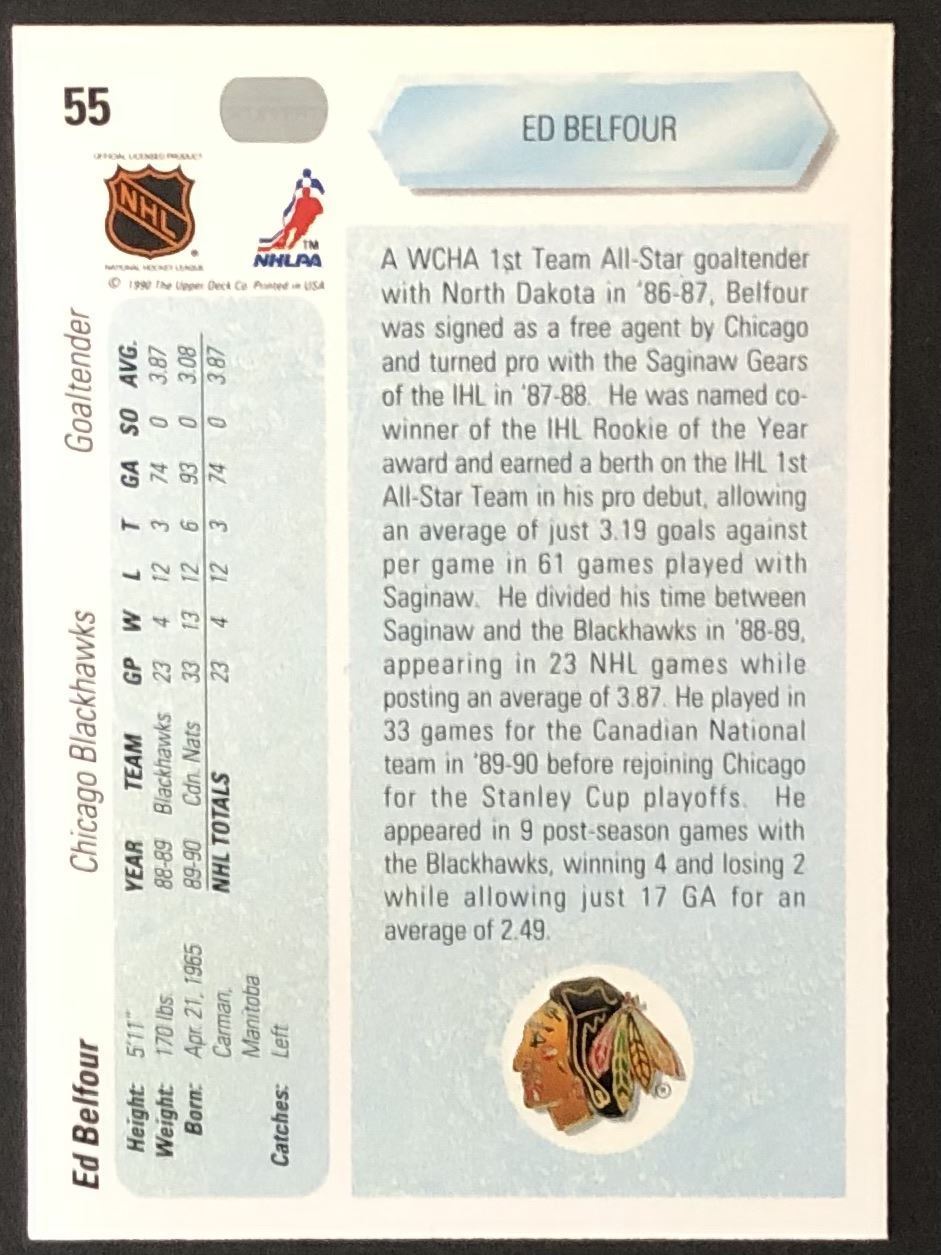 55
ED BELFOUR
OFFICIAL LICENSED PRODUCT
NHL
®
NATIONAL HOCKEY LEAGUE
TM
NHLPA
© 1990 The Upper Deck Co. Printed in USA
A WCHA 1st Team All-Star goaltender
with North Dakota in '86-87, Belfour
was signed as a free agent by Chicago
and turned pro with the Saginaw Gears
of the IHL in '87-88. He was named co-
winner of the IHL Rookie of the Year
award and earned a berth on the IHL 1st
All-Star Team in his pro debut, allowing
an average of just 3.19 goals against
per game in 61 games played with
Saginaw. He divided his time between
Saginaw and the Blackhawks in '88-89,
appearing in 23 NHL games while
posting an average of 3.87. He played in
33 games for the Canadian National
team in '89-90 before rejoining Chicago
for the Stanley Cup playoffs. He
appeared in 9 post-season games with
the Blackhawks, winning 4 and losing 2
while allowing just 17 GA for an
average of 2.49.
®
Ed Belfour Chicago Blackhawks Goaltender
Height: 5'11"
Weight: 170 lbs.
Born: Apr. 21, 1965
Carman,
Manitoba
Catches: Left
YEAR TEAM GP W L T GA SO AVG.
88-89 Blackhawks 23 4 12 3 74 0 3.87
89-90 Cdn. Nats 33 13 12 6 93 0 3.08
NHL TOTALS 23 4 12 3 74 0 3.87